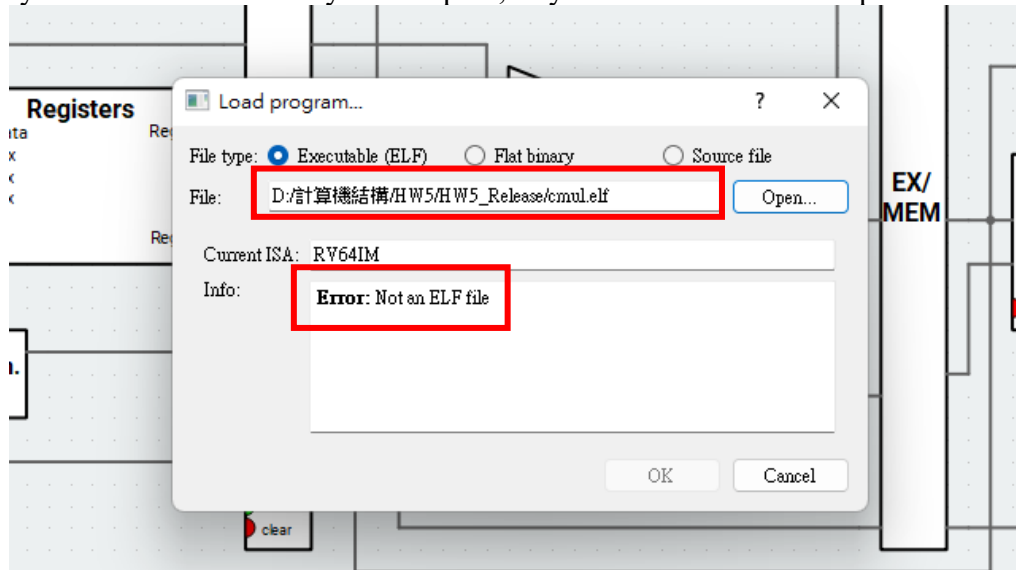 Registers
Load program...
?
File type:
Executable (ELF)
Flat binary
Source file
File:
D:/計算機結構/HW5/HW5_Release/cmul.elf
Open...
EX/
MEM
Current ISA:
RV64IM
Info:
Error: Not an ELF file
OK
Cancel
clear